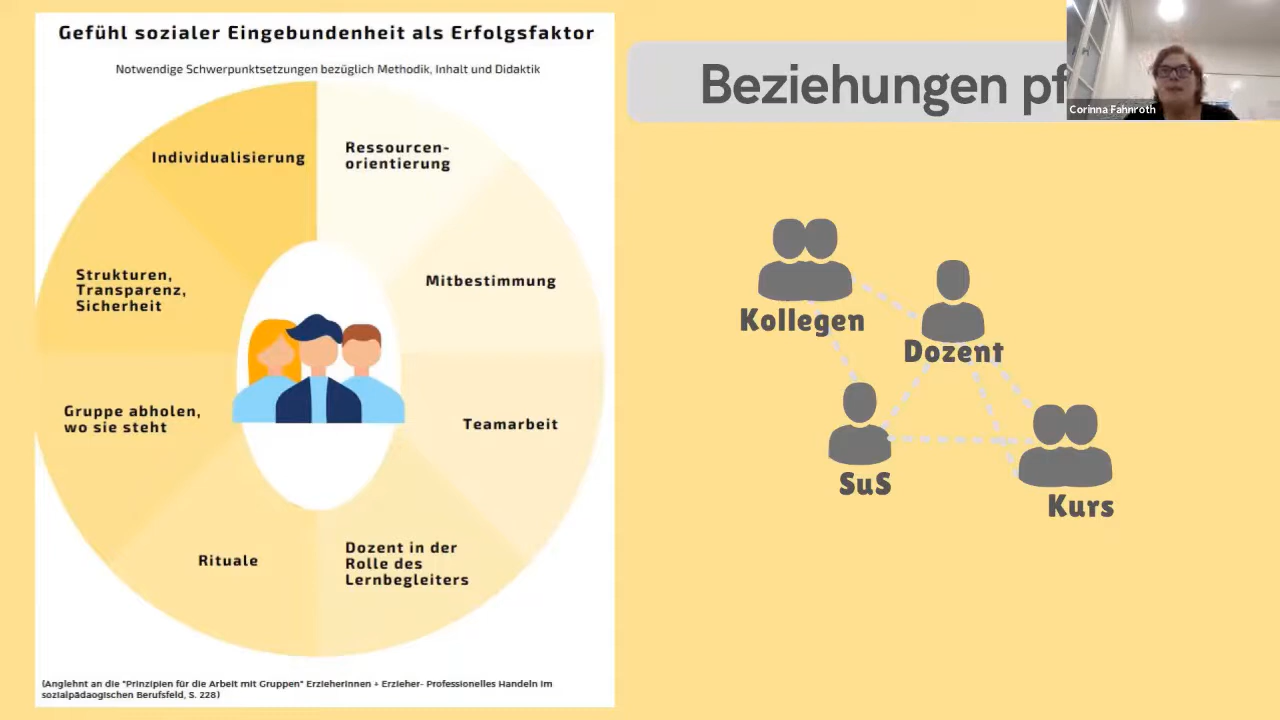 Gefühl sozialer Eingebundenheit als Erfolgsfaktor
Notwendige Schwerpunktsetzungen bezüglich Methodik, Inhalt und Didaktik
Individualisierung
Ressourcen-
orientierung
Strukturen,
Transparenz,
Sicherheit
Mitbestimmung
Gruppe abholen,
wo sie steht
Teamarbeit
Rituale
Dozent in der
Rolle des
Lernbegleiters
(Anglehnt an die "Prinzipien für die Arbeit mit Gruppen" Erzieherinnen + Erzieher- Professionelles Handeln im
sozialpädaogischen Berufsfeld, S. 228)
Beziehungen pf
Corinna Fahnroth
Kollegen
Dozent
SuS
Kurs